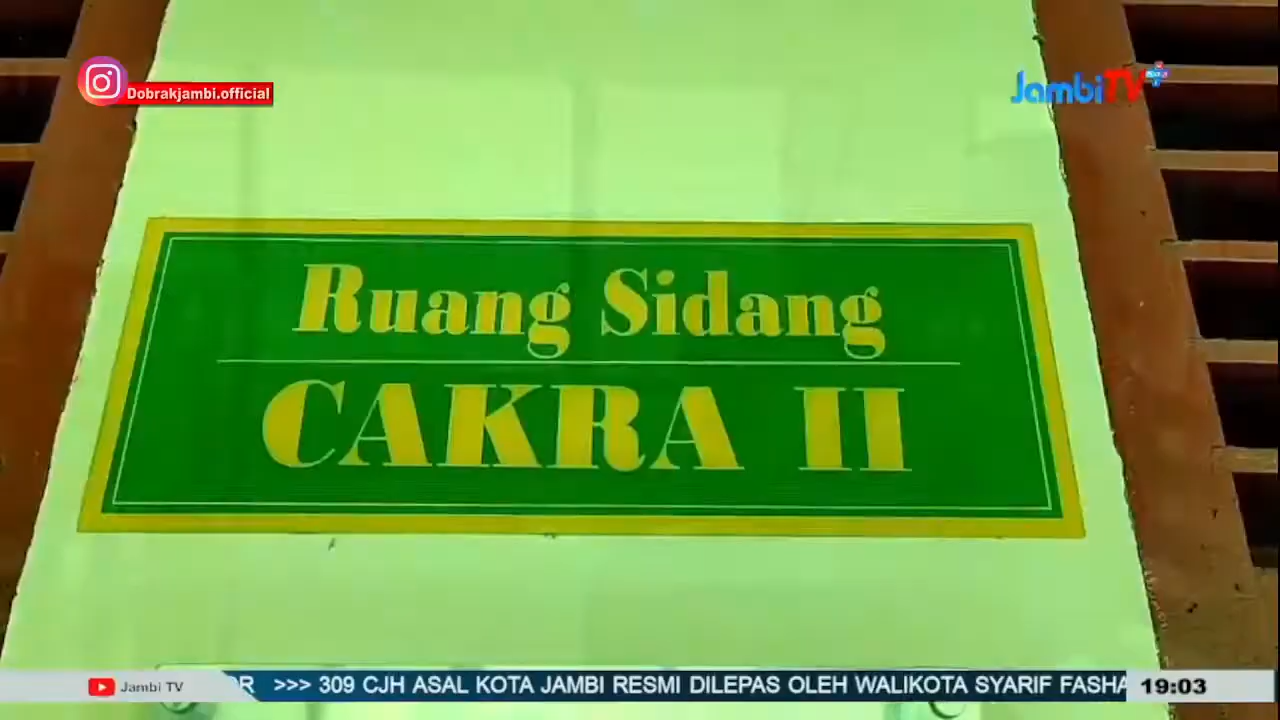 Dobrakjambi.official
JambiTV
Ruang Sidang
CAKRA II
Jambi TV
OR >>> 309 CJH ASAL KOTA JAMBI RESMI DILEPAS OLEH WALIKOTA SYARIF FASHA
19:03